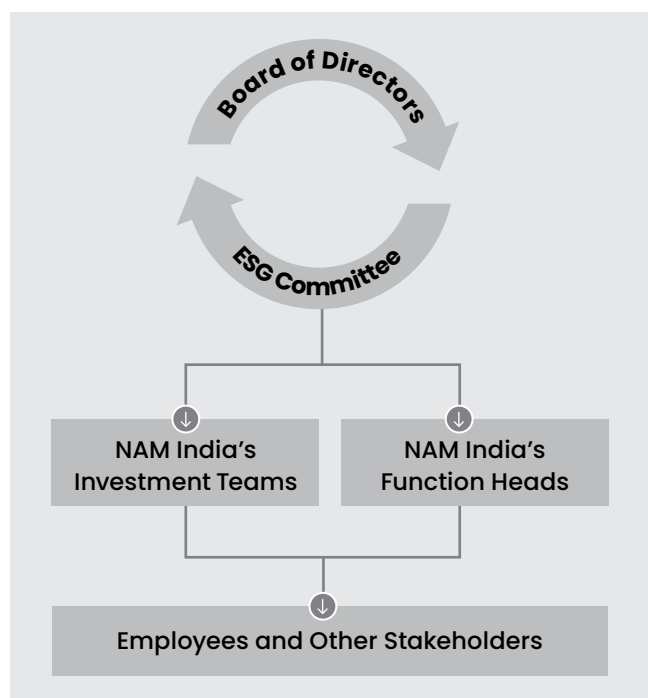 Board of Directors
ESG Committee
NAM India’s
Investment Teams
NAM India’s
Function Heads
Employees and Other Stakeholders